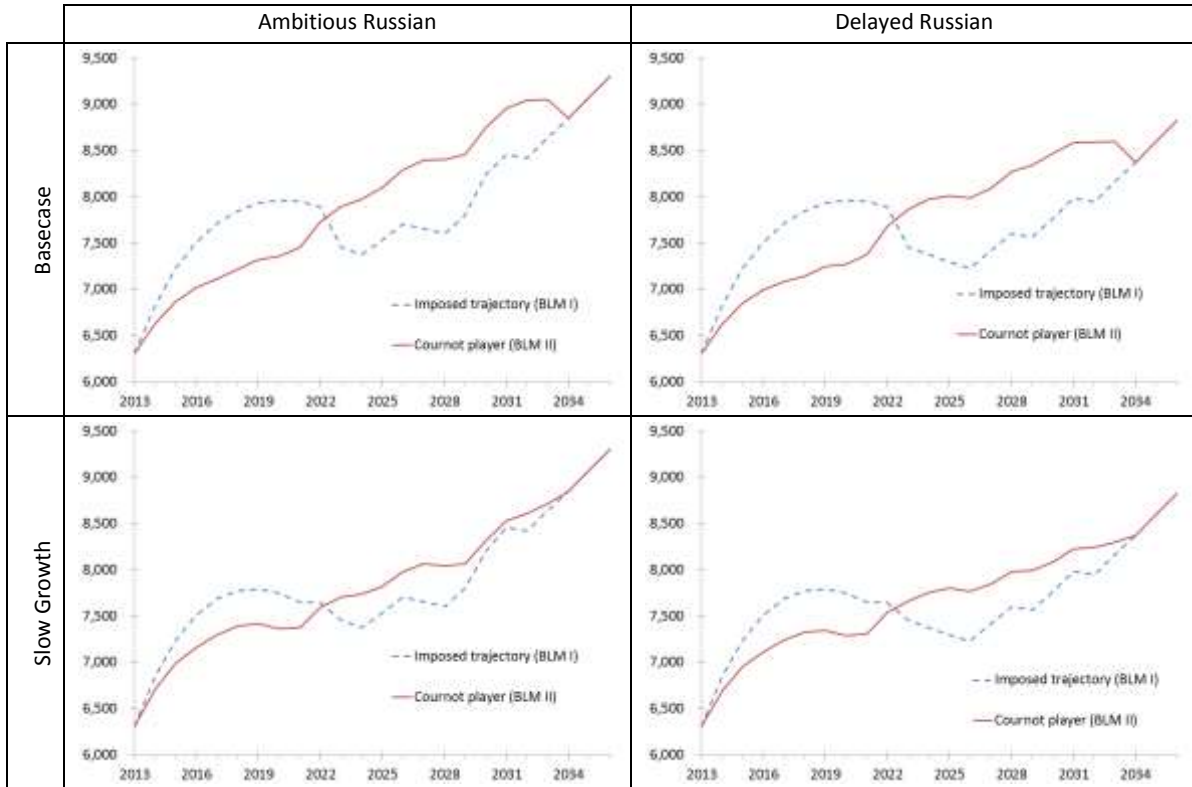 Ambitious Russian
Delayed Russian
Basecase
9,500
9,000
8,500
8,000
7,500
7,000
6,500
6,000
2013 2016 2019 2022 2025 2028 2031 2034
Imposed trajectory (BLM I)
Cournot player (BLM II)
9,500
9,000
8,500
8,000
7,500
7,000
6,500
6,000
2013 2016 2019 2022 2025 2028 2031 2034
Imposed trajectory (BLM I)
Cournot player (BLM II)
Slow Growth
9,500
9,000
8,500
8,000
7,500
7,000
6,500
6,000
2013 2016 2019 2022 2025 2028 2031 2034
Imposed trajectory (BLM I)
Cournot player (BLM II)
9,500
9,000
8,500
8,000
7,500
7,000
6,500
6,000
2013 2016 2019 2022 2025 2028 2031 2034
Imposed trajectory (BLM I)
Cournot player (BLM II)